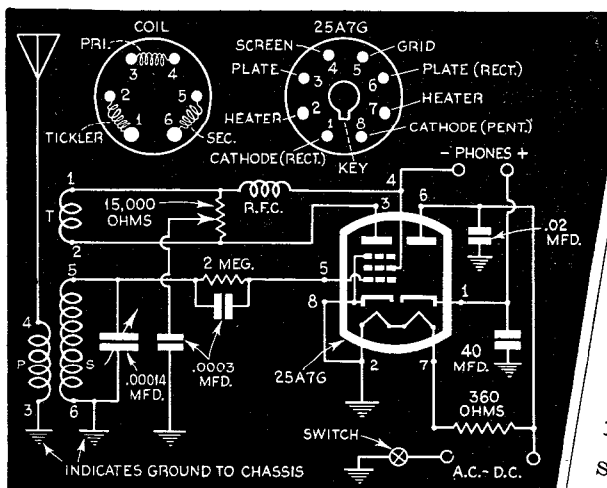 COIL
PRI.
3 4
2 5
1 6
TICKLER
SEC.
25A7G
SCREEN
GRID
4 5
PLATE
3 6
PLATE (RECT.)
HEATER
2 7
HEATER
1 8
CATHODE (PENT.)
CATHODE (RECT.)
KEY
- PHONES +
1
T
2
15,000
OHMS
R.F.C.
4
3
6
.02
MFD.
5
2 MEG.
5
8
1
4
P
3
S
6
.00014
MFD.
.0003
MFD.
25A7G
2
7
40
MFD.
360
OHMS
SWITCH
A.C.-D.C.
INDICATES GROUND TO CHASSIS